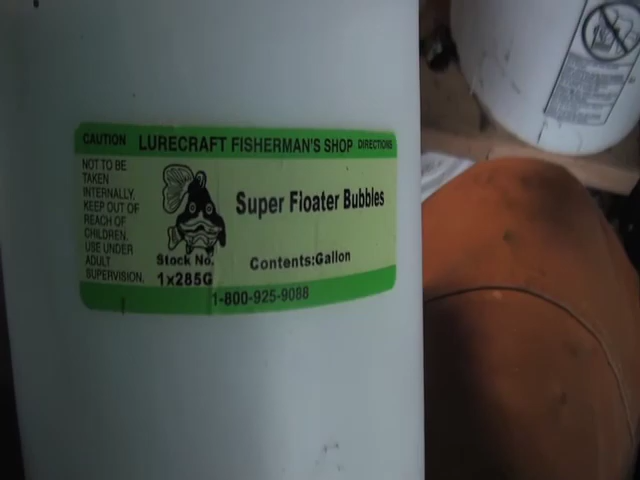 CAUTION LURECRAFT FISHERMAN'S SHOP DIRECTIONS
NOT TO BE
TAKEN
INTERNALLY.
KEEP OUT OF
REACH OF
CHILDREN.
USE UNDER
ADULT
SUPERVISION.
Super Floater Bubbles
Stock No.
1x285G
Contents:Gallon
1-800-925-9088